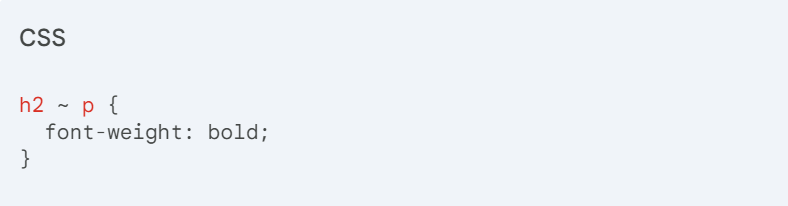 CSS
h2 ~ p {
  font-weight: bold;
}